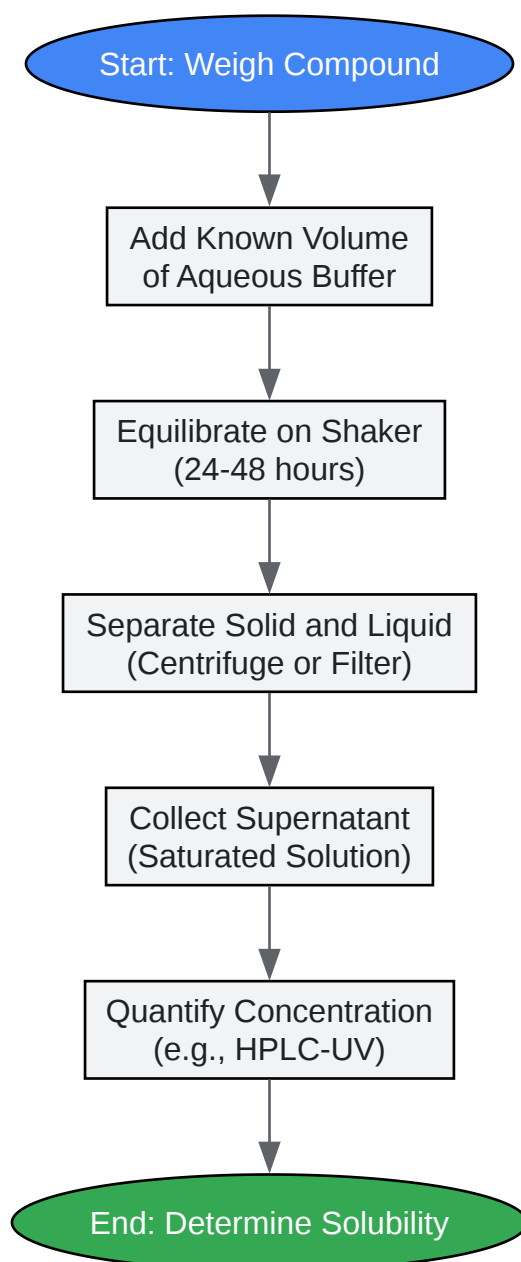 Start: Weigh Compound
Add Known Volume
of Aqueous Buffer
Equilibrate on Shaker
(24-48 hours)
Separate Solid and Liquid
(Centrifuge or Filter)
Collect Supernatant
(Saturated Solution)
Quantify Concentration
(e.g., HPLC-UV)
End: Determine Solubility